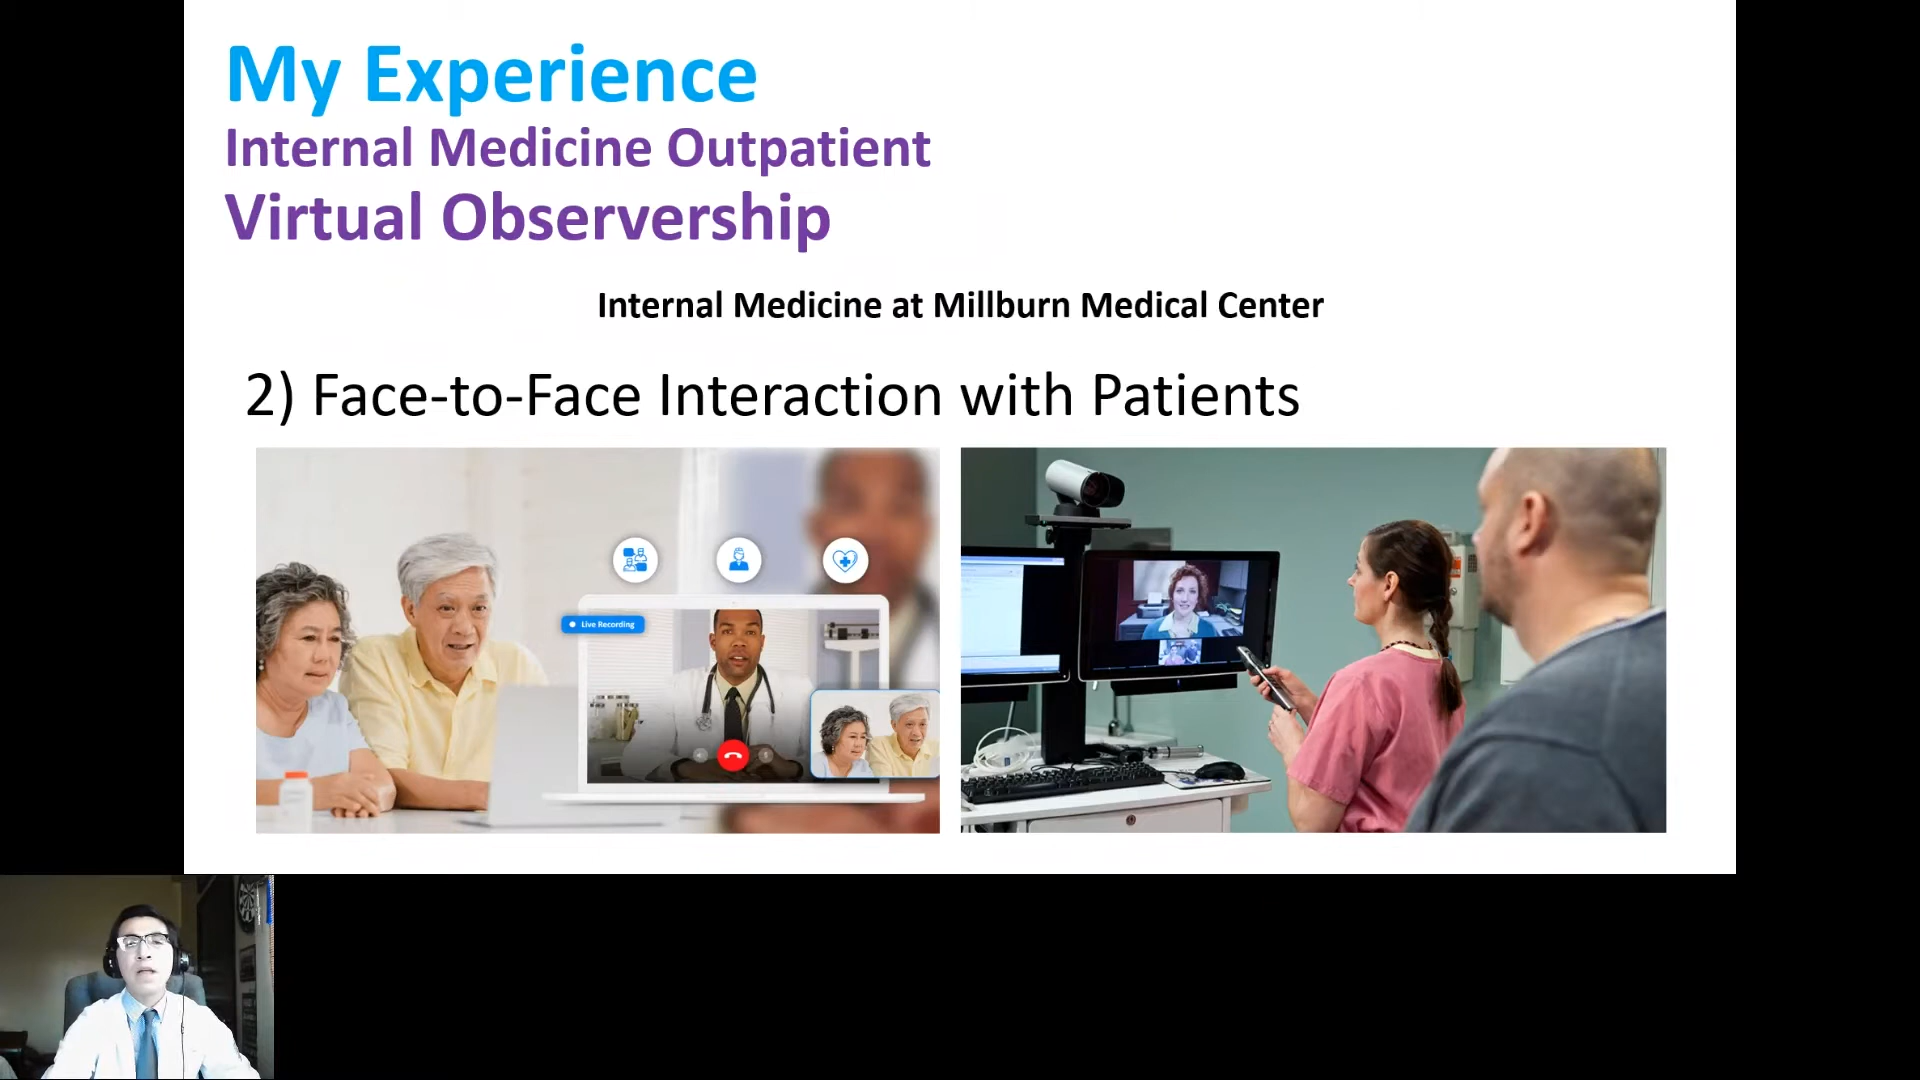 My Experience
Internal Medicine Outpatient
Virtual Observership
Internal Medicine at Millburn Medical Center
2) Face-to-Face Interaction with Patients
Live Recording